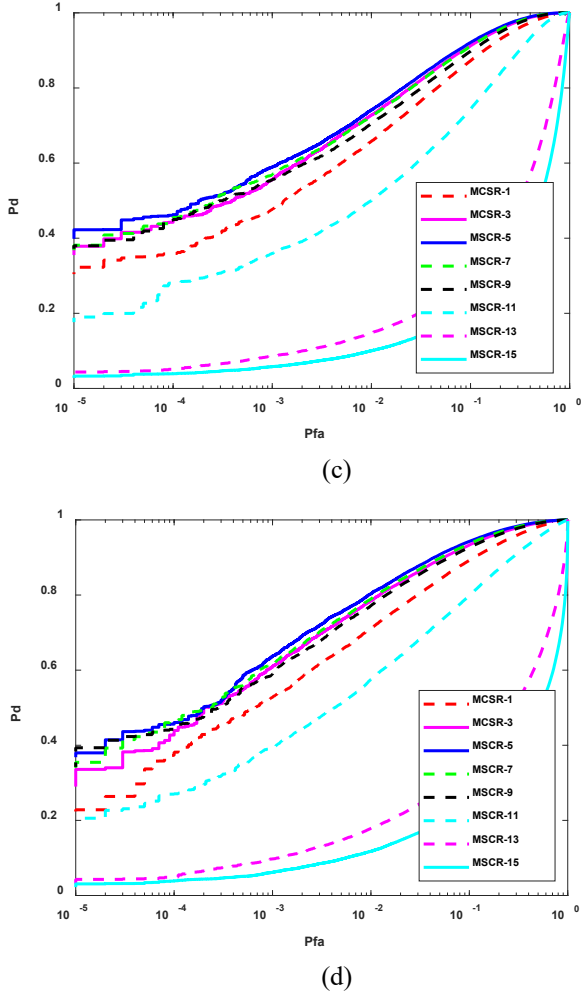 1
0.8
0.6
0.4
0.2
0
Pd
MCSR-1
MCSR-3
MSCR-5
MSCR-7
MSCR-9
MSCR-11
MSCR-13
MSCR-15
10^-5 10^-4 10^-3 10^-2 10^-1 10^0
Pfa
(c)
1
0.8
0.6
0.4
0.2
0
Pd
MCSR-1
MCSR-3
MSCR-5
MSCR-7
MSCR-9
MSCR-11
MSCR-13
MSCR-15
10^-5 10^-4 10^-3 10^-2 10^-1 10^0
Pfa
(d)